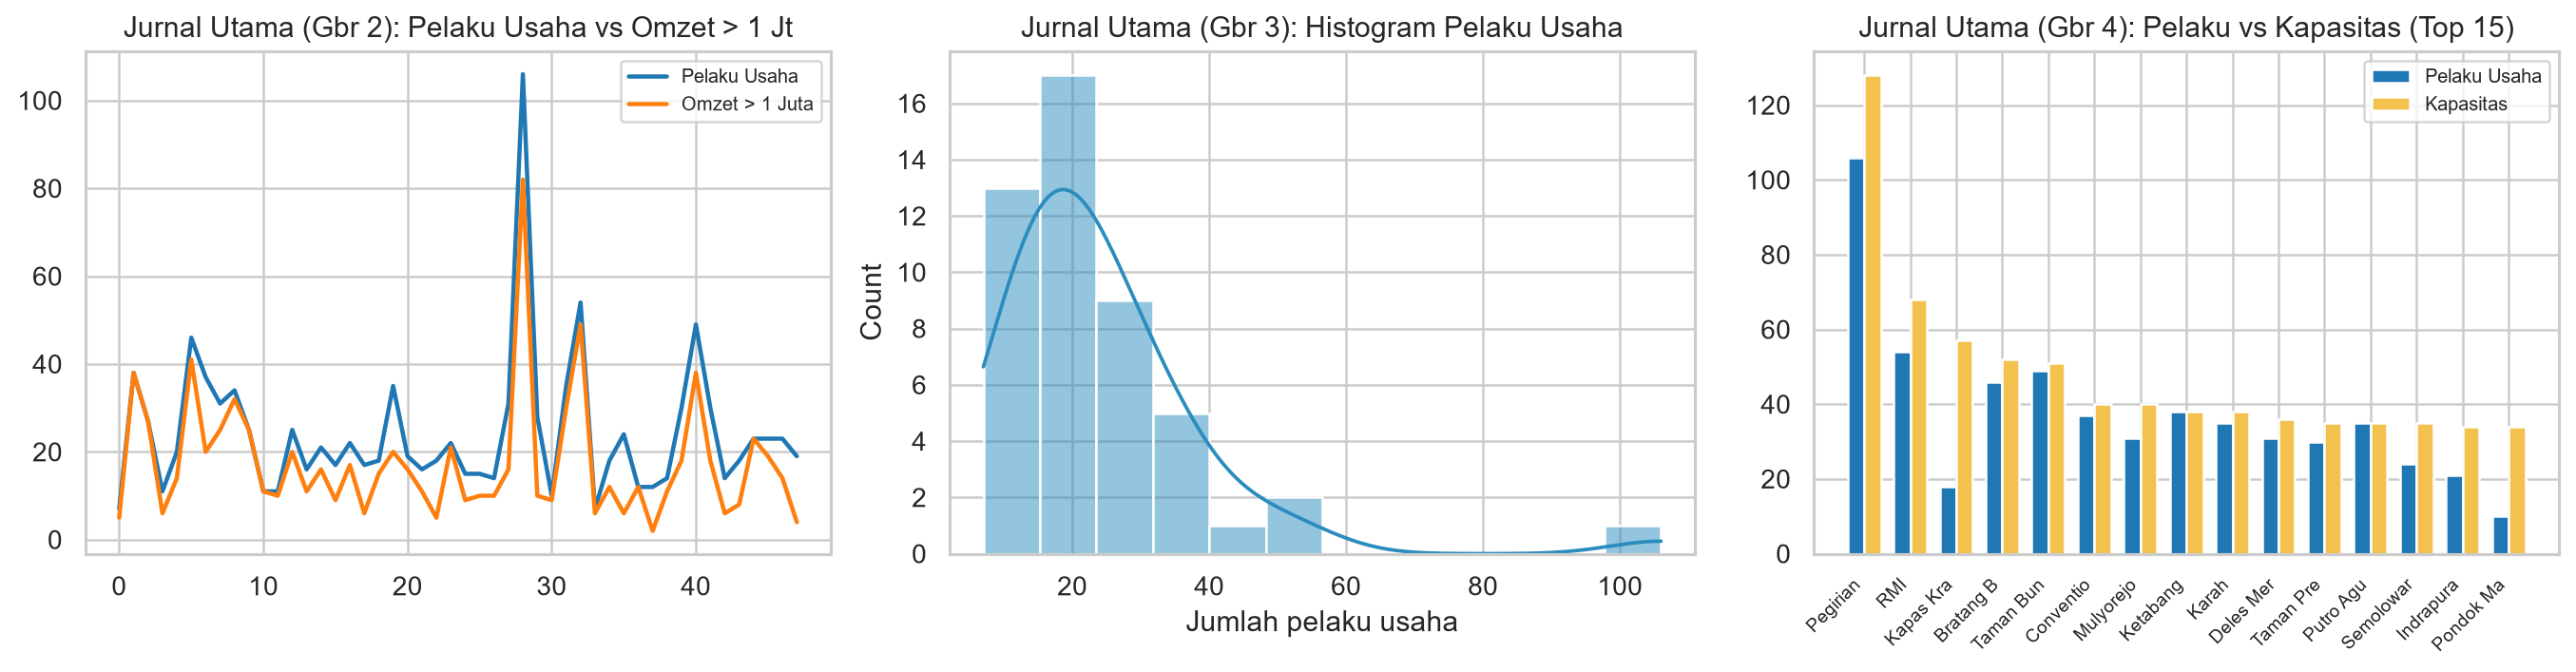 Jurnal Utama (Gbr 2): Pelaku Usaha vs Omzet > 1 Jt
Pelaku Usaha
Omzet > 1 Juta
100
80
60
40
20
0
0 10 20 30 40
Jurnal Utama (Gbr 3): Histogram Pelaku Usaha
Count
16
14
12
10
8
6
4
2
0
20 40 60 80 100
Jumlah pelaku usaha
Jurnal Utama (Gbr 4): Pelaku vs Kapasitas (Top 15)
Pelaku Usaha
Kapasitas
120
100
80
60
40
20
0
Pegirian
RMI
Kapas Kra
Bratang B
Taman Bun
Conventio
Mulyorejo
Ketabang
Karah
Deles Mer
Taman Pre
Putro Agu
Semolowar
Indrapura
Pondok Ma